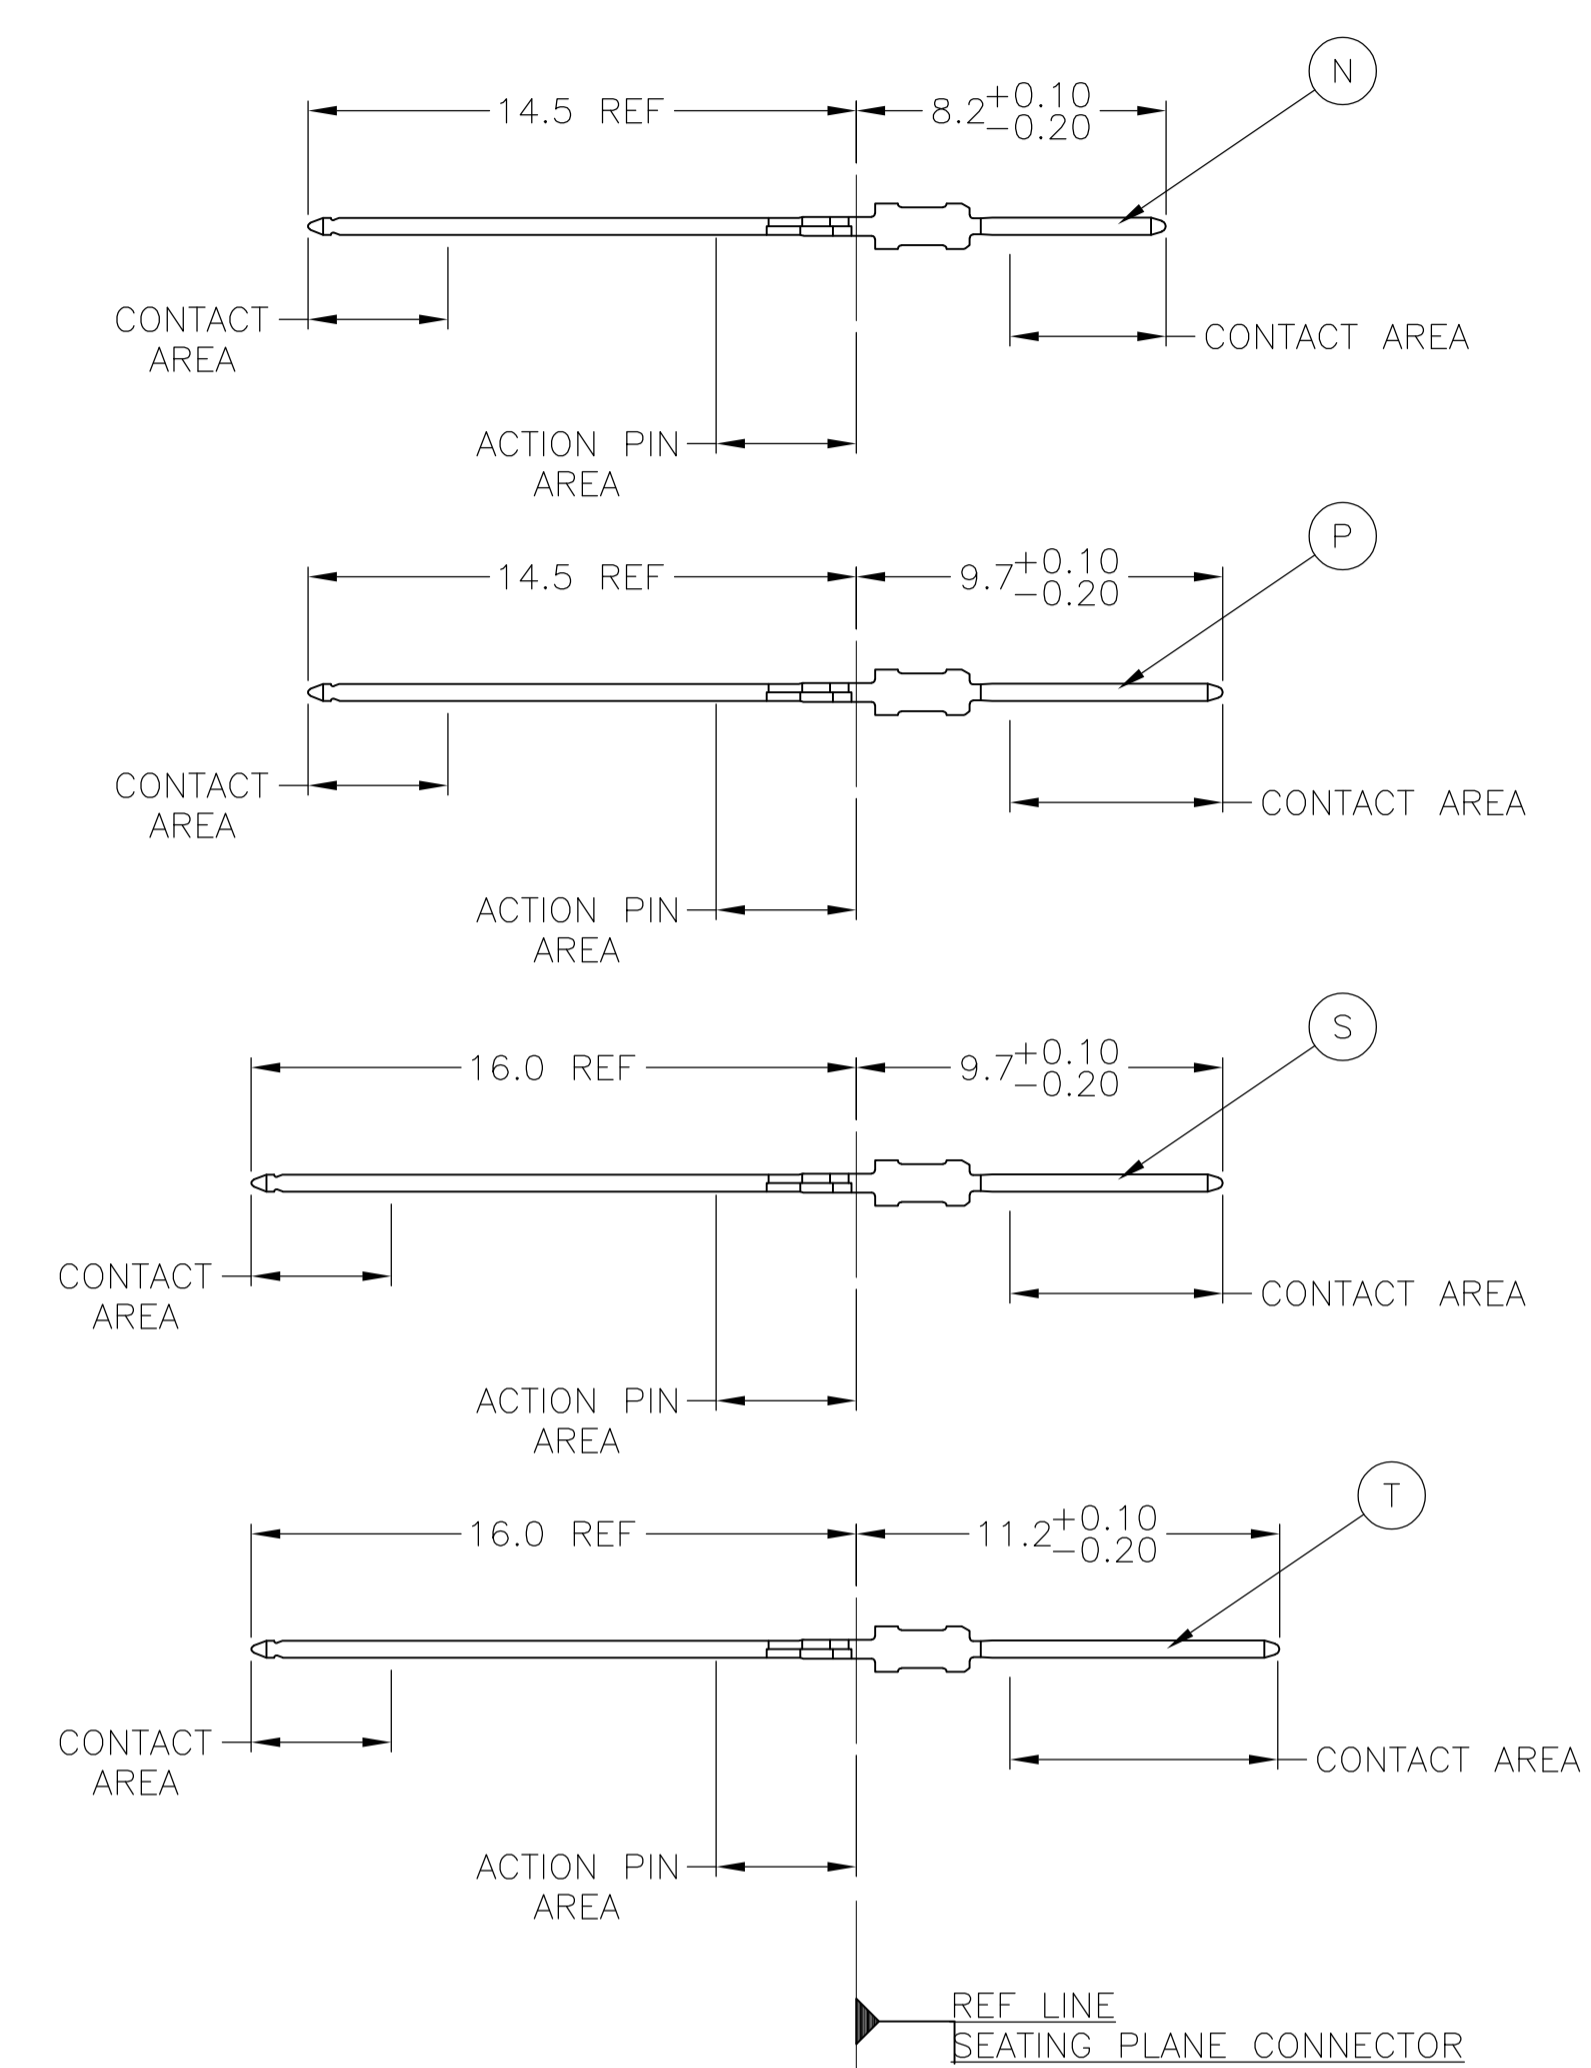 N
14.5 REF
8.2 +0.10
-0.20
CONTACT
AREA
CONTACT AREA
ACTION PIN
AREA
P
14.5 REF
9.7 +0.10
-0.20
CONTACT
AREA
CONTACT AREA
ACTION PIN
AREA
S
16.0 REF
9.7 +0.10
-0.20
CONTACT
AREA
CONTACT AREA
ACTION PIN
AREA
T
16.0 REF
11.2 +0.10
-0.20
CONTACT
AREA
CONTACT AREA
ACTION PIN
AREA
REF LINE
SEATING PLANE CONNECTOR